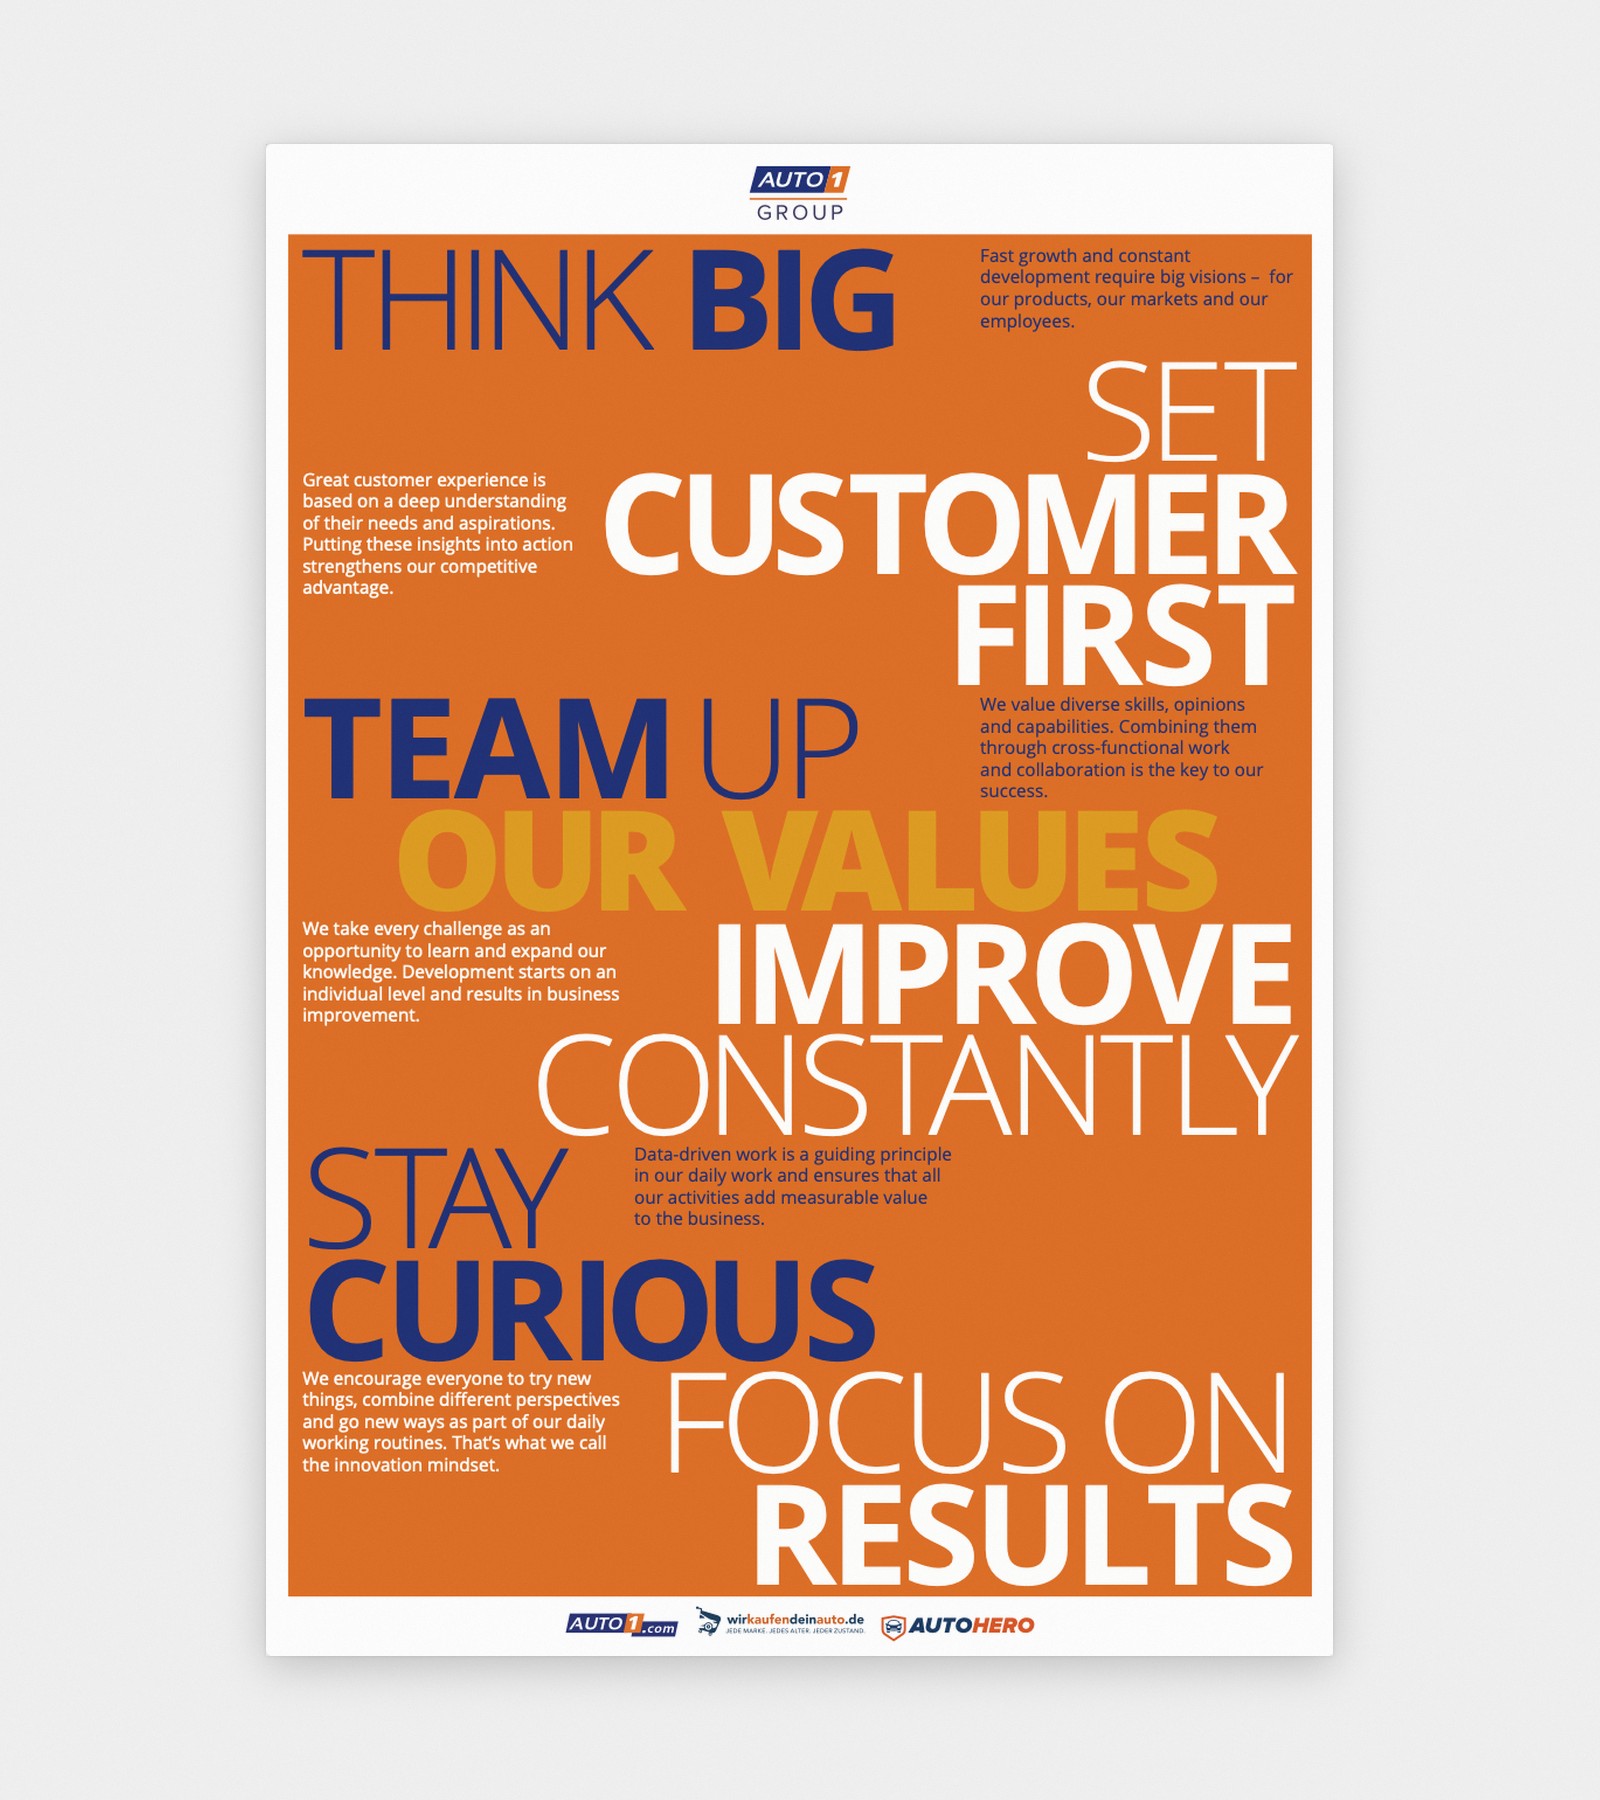 AUTO1
GROUP
THINK BIG
Fast growth and constant
development require big visions – for
our products, our markets and our
employees.
SET
CUSTOMER
FIRST
Great customer experience is
based on a deep understanding
of their needs and aspirations.
Putting these insights into action
strengthens our competitive
advantage.
TEAM UP
We value diverse skills, opinions
and capabilities. Combining them
through cross-functional work
and collaboration is the key to our
success.
OUR VALUES
We take every challenge as an
opportunity to learn and expand our
knowledge. Development starts on an
individual level and results in business
improvement.
IMPROVE
CONSTANTLY
STAY
CURIOUS
Data-driven work is a guiding principle
in our daily work and ensures that all
our activities add measurable value
to the business.
We encourage everyone to try new
things, combine different perspectives
and go new ways as part of our daily
working routines. That’s what we call
the innovation mindset.
FOCUS ON
RESULTS
AUTO1.com
wirkaufendeinauto.de
JEDE MARKE. JEDES ALTER. JEDER ZUSTAND.
AUTOHERO